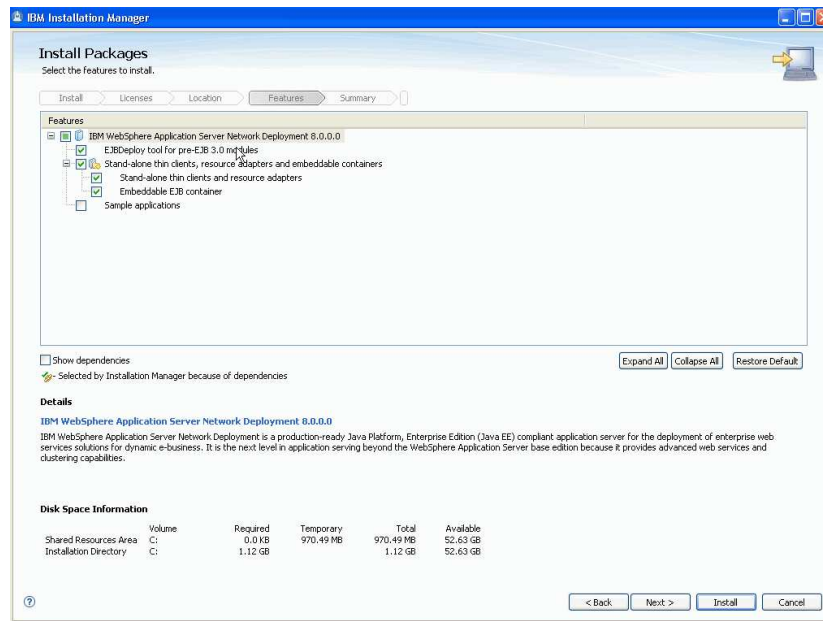 IBM Installation Manager
Install Packages
Select the features to install.
Install Licenses Location Features Summary
Features
IBM WebSphere Application Server Network Deployment 8.0.0.0
EJBDeploy tool for pre-EJB 3.0 modules
Stand-alone thin clients, resource adapters and embeddable containers
Stand-alone thin clients and resource adapters
Embeddable EJB container
Sample applications
Show dependencies Expand All Collapse All Restore Default
- Selected by Installation Manager because of dependencies
Details
IBM WebSphere Application Server Network Deployment 8.0.0.0
IBM WebSphere Application Server Network Deployment is a production-ready Java Platform, Enterprise Edition (Java EE) compliant application server for the deployment of enterprise web
services solutions for dynamic e-business. It is the next level in application serving beyond the WebSphere Application Server base edition because it provides advanced web services and
clustering capabilities.
Disk Space Information
Volume Required Temporary Total Available
Shared Resources Area C: 0.0 KB 970.49 MB 970.49 MB 52.63 GB
Installation Directory C: 1.12 GB 1.12 GB 52.63 GB
? < Back Next > Install Cancel